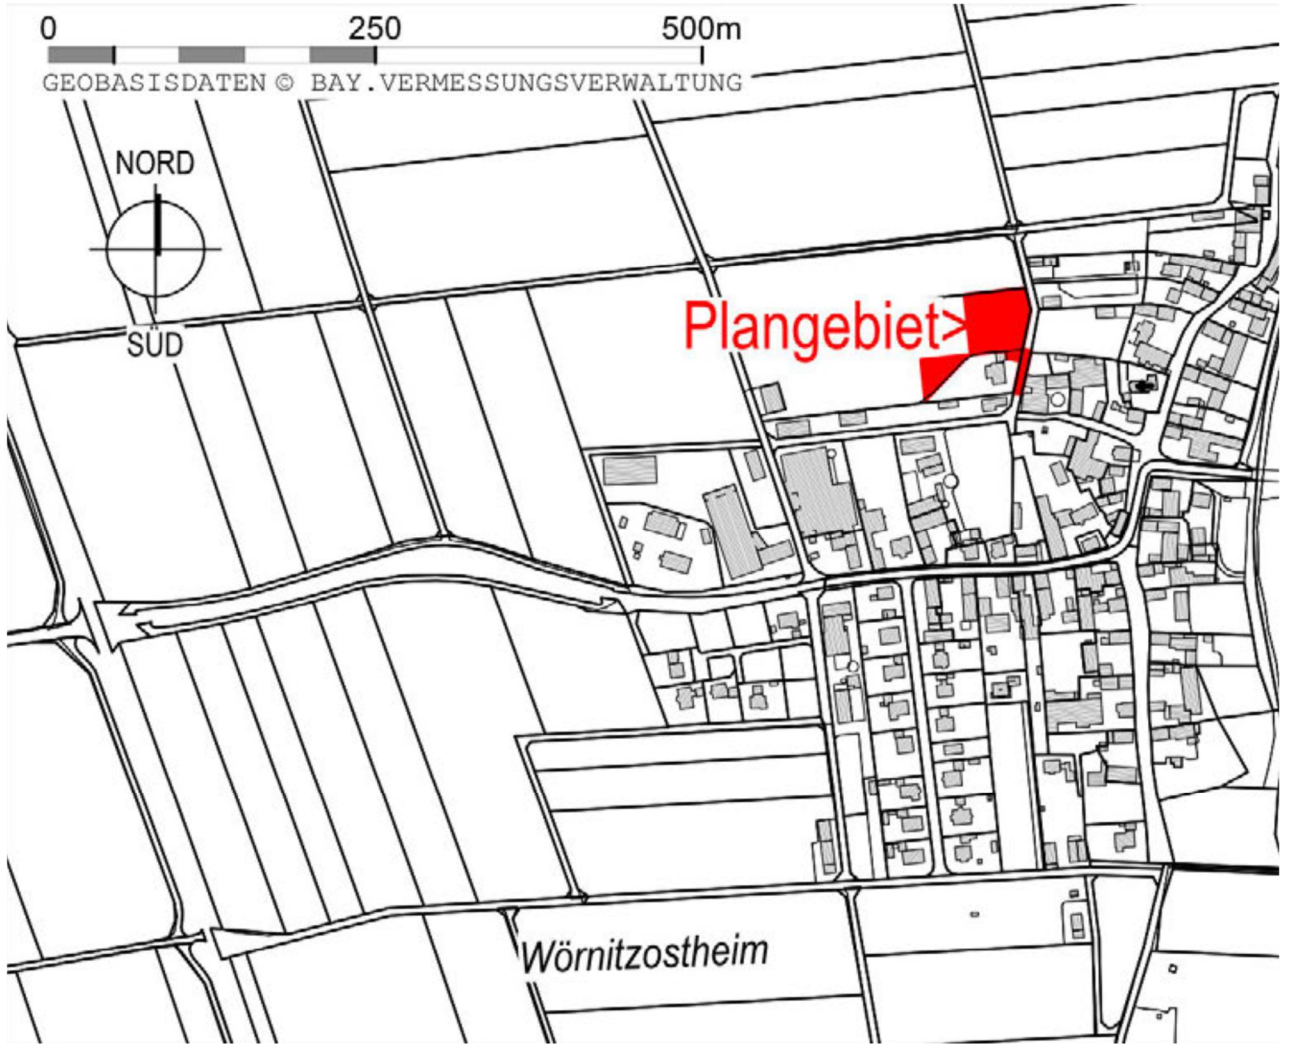 0 250 500m
GEOBASISDATEN © BAY.VERMESSUNGSVERWALTUNG
NORD
SÜD
Plangebiet>
Wörnitzostheim